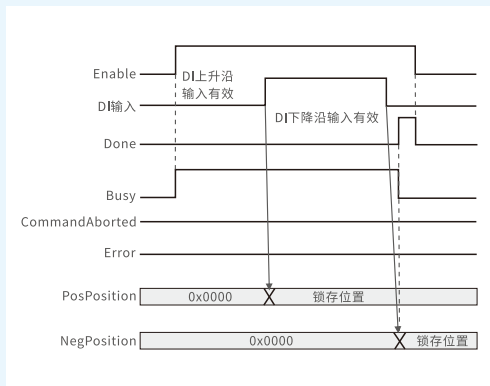 Enable
DI上升沿
输入有效
DI输入
DI下降沿输入有效
Done
Busy
CommandAborted
Error
PosPosition
0x0000
锁存位置
NegPosition
0x0000
锁存位置